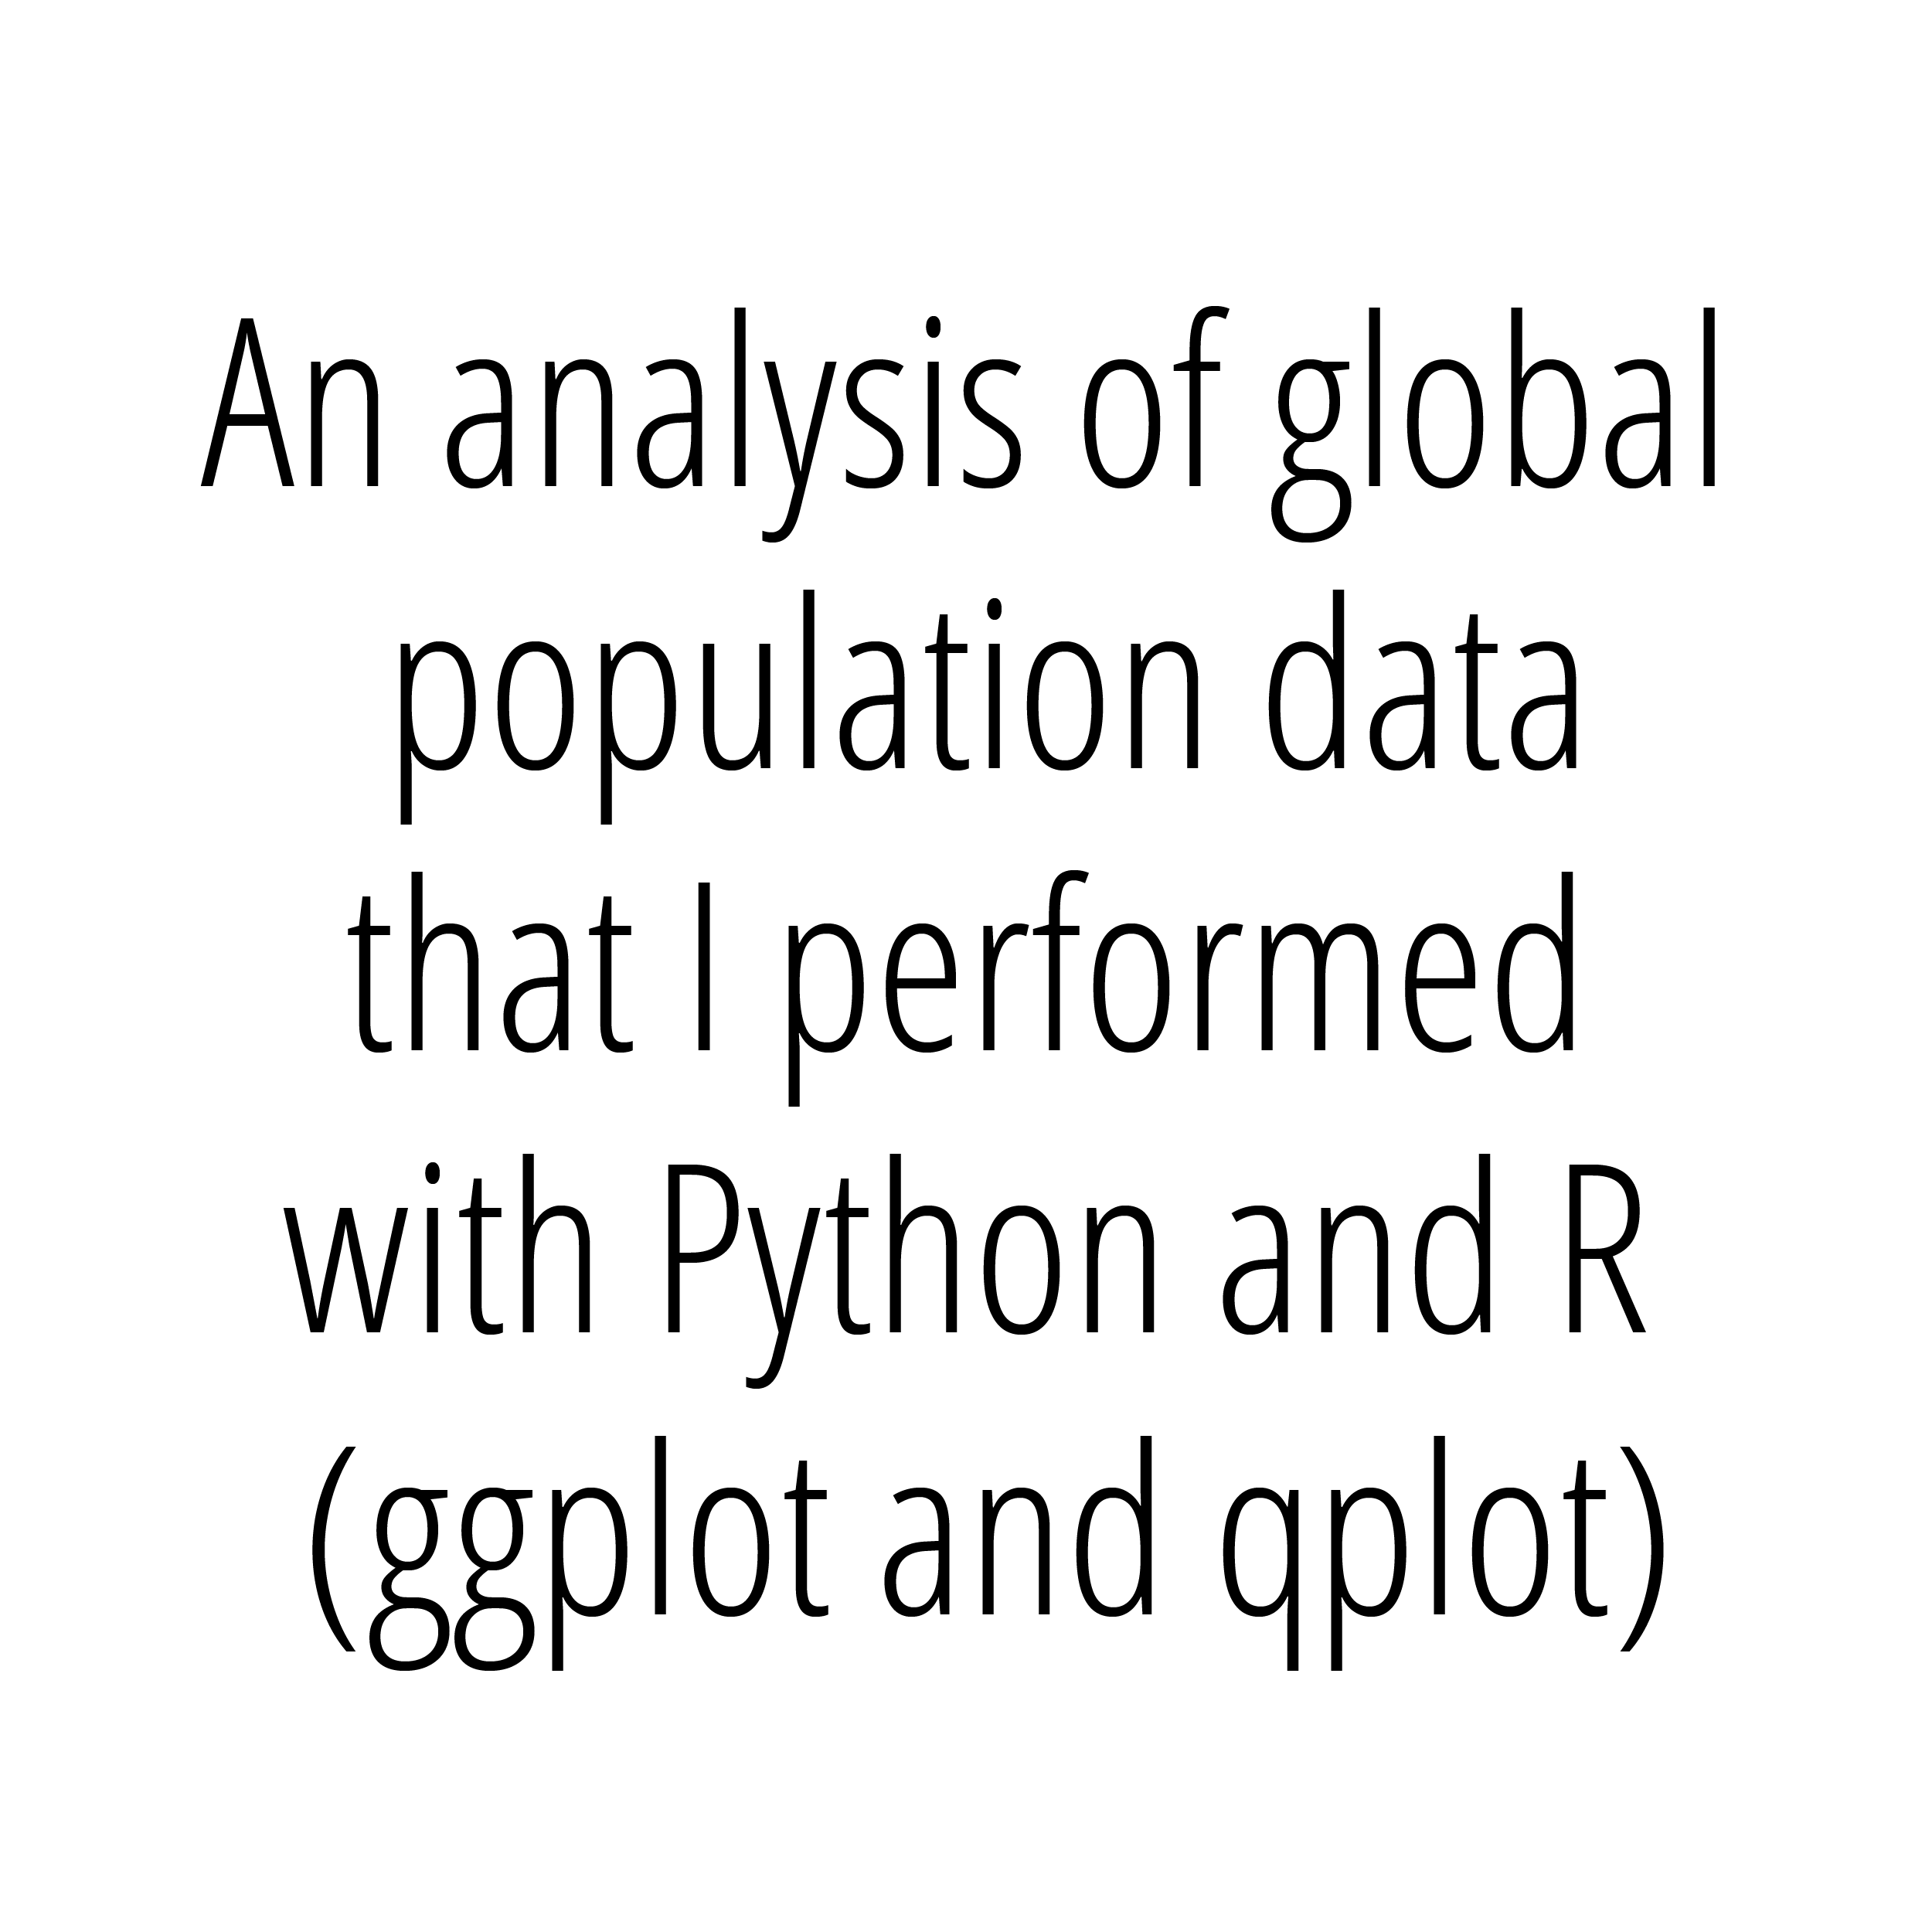 An analysis of global
population data
that I performed
with Python and R
(ggplot and qplot)